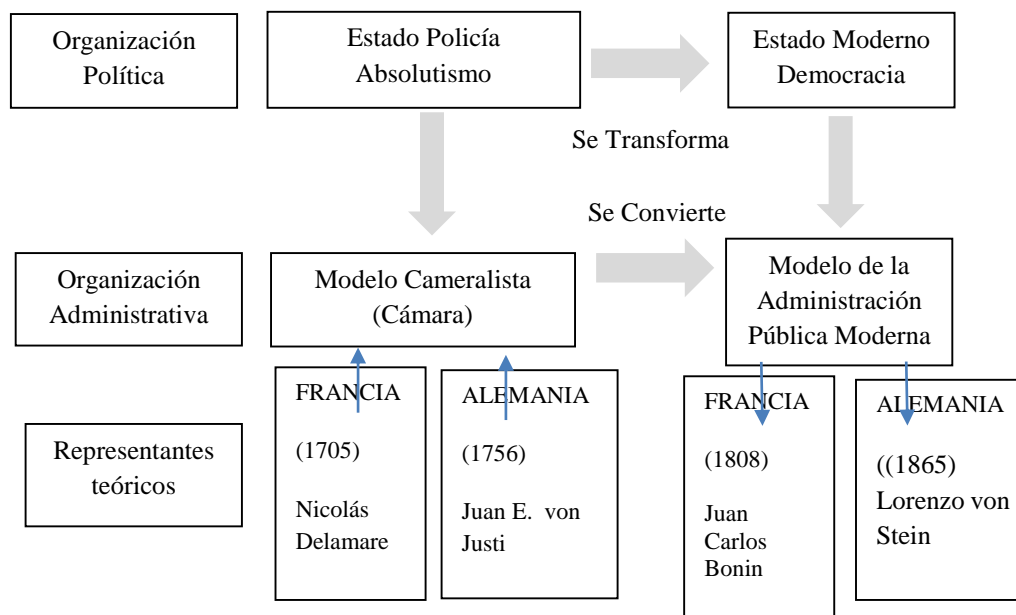 Organización
Política
Estado Policía
Absolutismo
Estado Moderno
Democracia
Se Transforma
Se Convierte
Organización
Administrativa
Modelo Cameralista
(Cámara)
Modelo de la
Administración
Pública Moderna
Representantes
teóricos
FRANCIA
(1705)
Nicolás
Delamare
ALEMANIA
(1756)
Juan E. von
Justi
FRANCIA
(1808)
Juan
Carlos
Bonin
ALEMANIA
((1865)
Lorenzo von
Stein